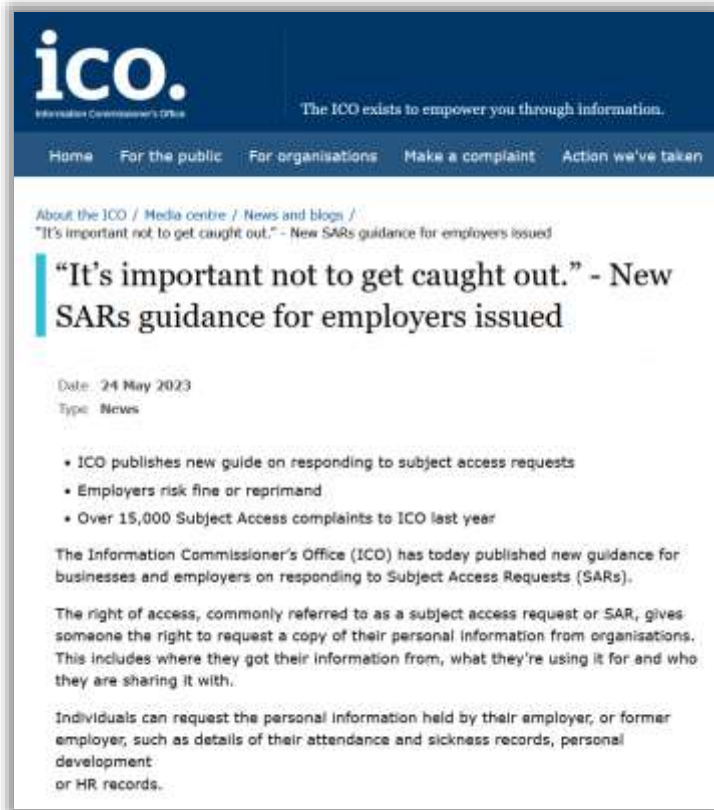 ico.
Information Commissioner's Office
The ICO exists to empower you through information.
Home For the public For organisations Make a complaint Action we've taken
About the ICO / Media centre / News and blogs /
"It's important not to get caught out." - New SARs guidance for employers issued
“It’s important not to get caught out.” - New
SARs guidance for employers issued
Date 24 May 2023
Type News
• ICO publishes new guide on responding to subject access requests
• Employers risk fine or reprimand
• Over 15,000 Subject Access complaints to ICO last year
The Information Commissioner's Office (ICO) has today published new guidance for
businesses and employers on responding to Subject Access Requests (SARs).
The right of access, commonly referred to as a subject access request or SAR, gives
someone the right to request a copy of their personal information from organisations.
This includes where they got their information from, what they're using it for and who
they are sharing it with.
Individuals can request the personal information held by their employer, or former
employer, such as details of their attendance and sickness records, personal
development
or HR records.